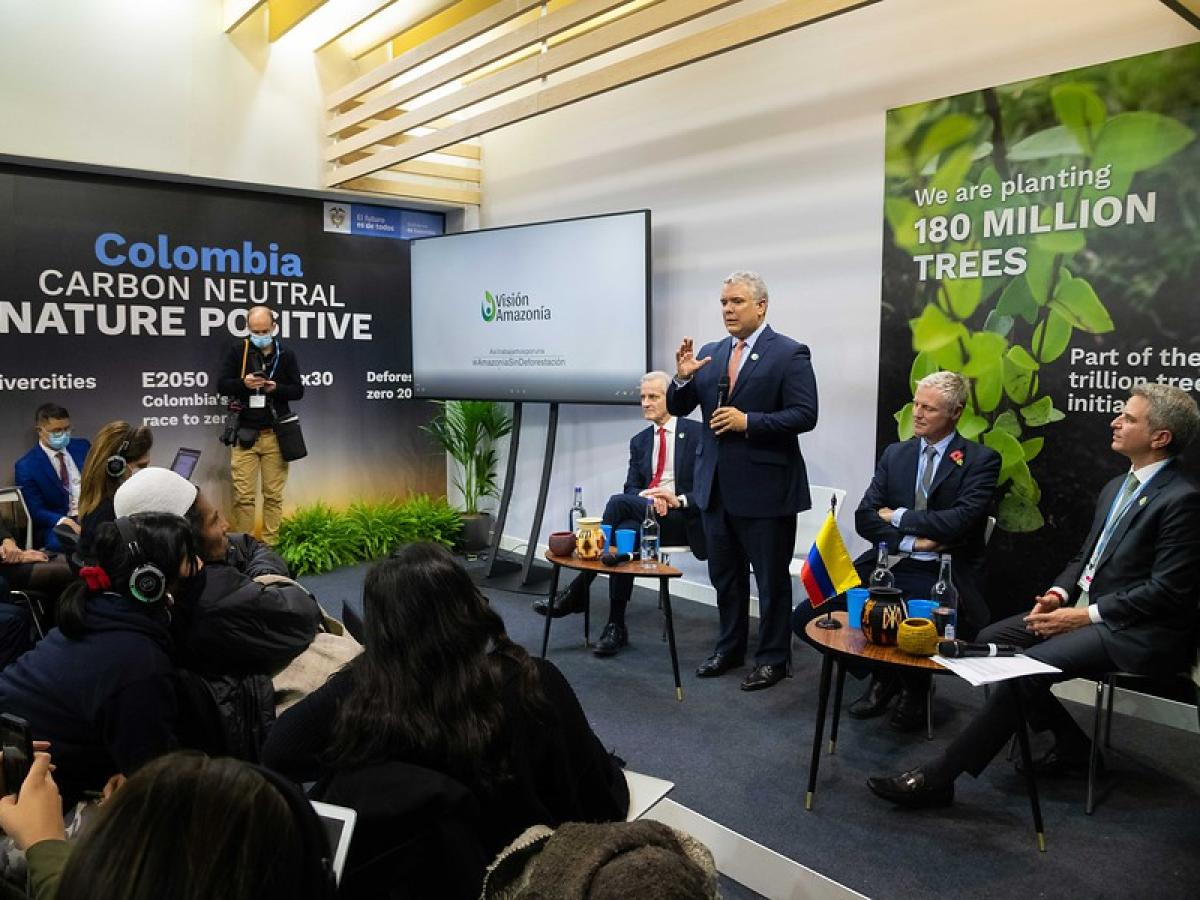 El futuro
es de todos
Colombia
CARBON NEUTRAL
NATURE POSITIVE
ivercities
E2050
Colombia's
race to zer
x30
Defores
zero 20
Visión
Amazonía
#AmazoníaSinDeforestación
We are planting
180 MILLION
TREES
Part of the
trillion tree
initia